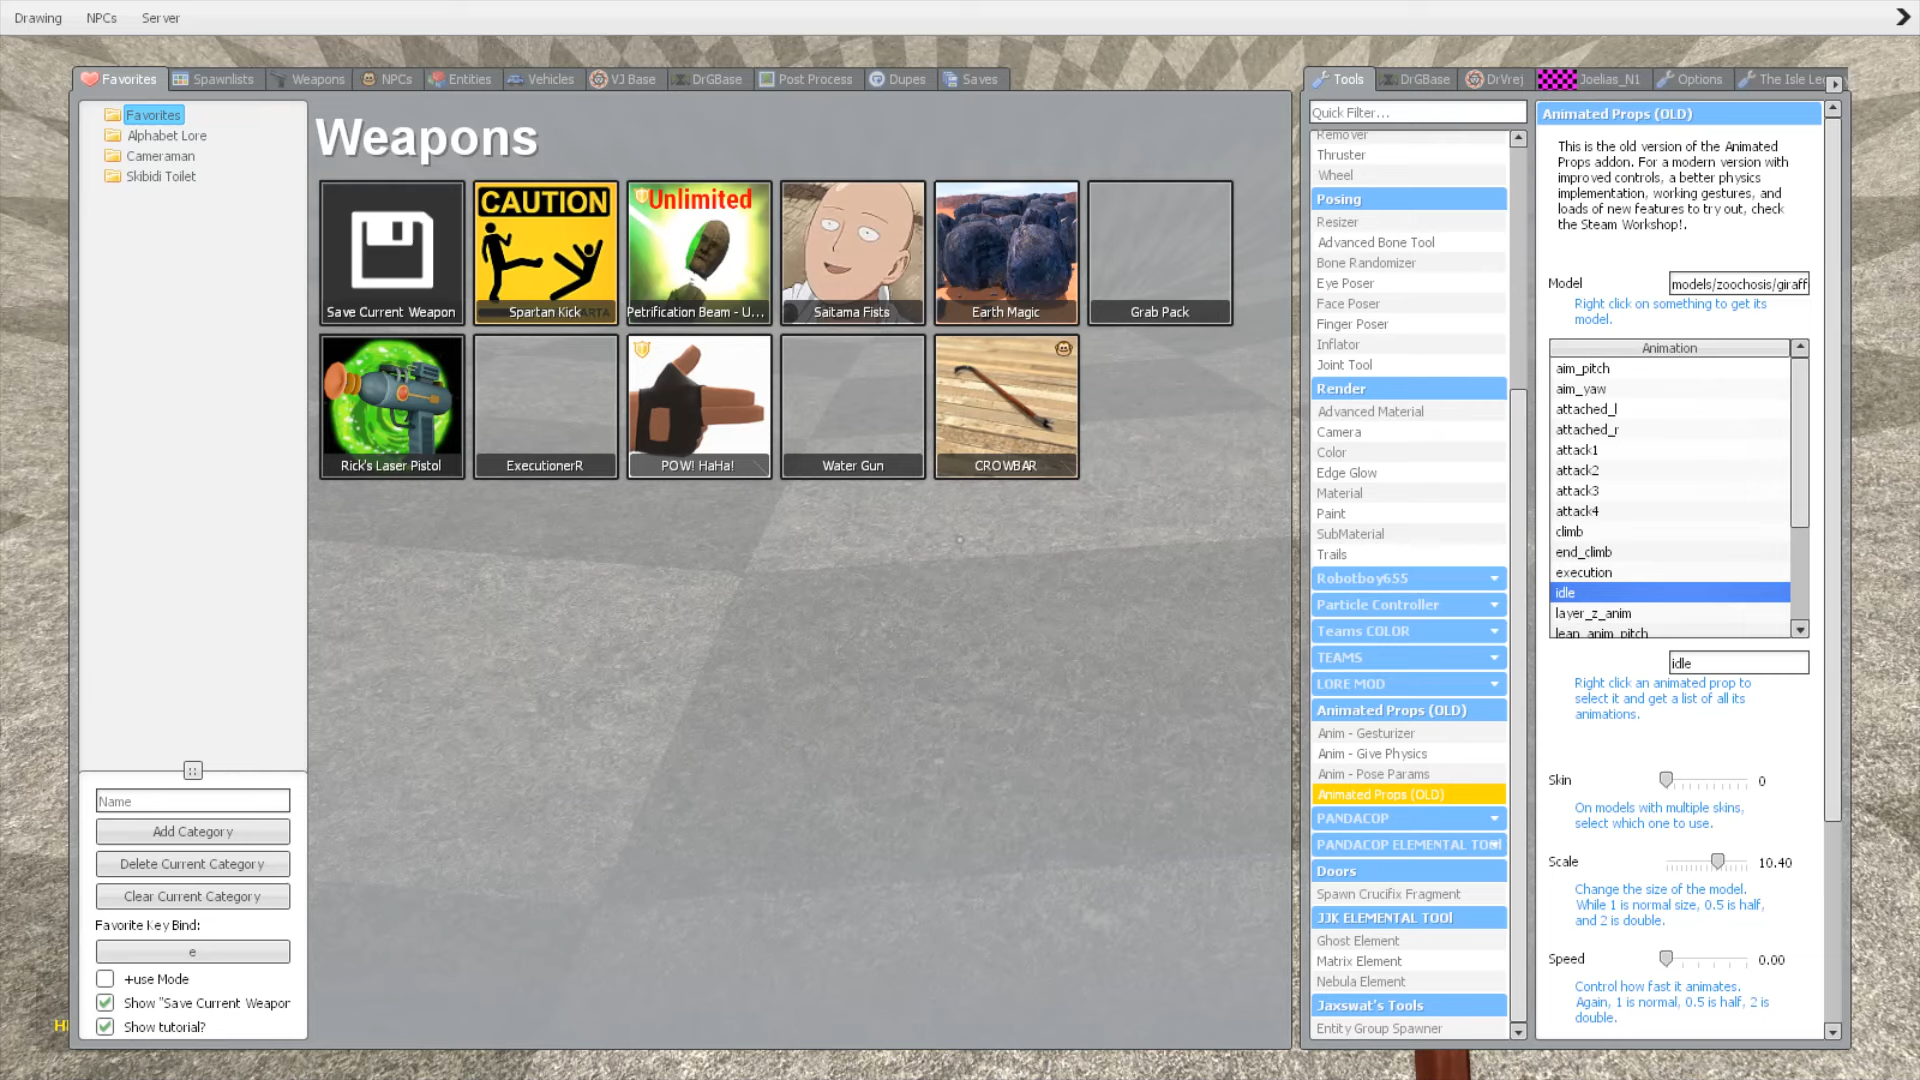 Drawing
NPCs
Server
Favorites
Spawnlists
Weapons
NPCs
Entities
Vehicles
VJ Base
DrGBase
Post Process
Dupes
Saves
Favorites
Alphabet Lore
Cameraman
Skibidi Toilet
Weapons
Save Current Weapon
CAUTION
Spartan Kick
Unlimited
Petrification Beam - U...
Saitama Fists
Earth Magic
Grab Pack
Rick's Laser Pistol
ExecutionerR
POW! HaHa!
Water Gun
CROWBAR
Name
Add Category
Delete Current Category
Clear Current Category
Favorite Key Bind:
e
+use Mode
Show "Save Current Weapon
Show tutorial?
Tools
DrGBase
DrVrej
Joelias_N1
Options
The Isle Le
Quick Filter...
Remover
Thruster
Wheel
Posing
Resizer
Advanced Bone Tool
Bone Randomizer
Eye Poser
Face Poser
Finger Poser
Inflator
Joint Tool
Render
Advanced Material
Camera
Color
Edge Glow
Material
Paint
SubMaterial
Trails
Robotboy655
Particle Controller
Teams COLOR
TEAMS
LORE MOD
Animated Props (OLD)
Anim - Gesturizer
Anim - Give Physics
Anim - Pose Params
Animated Props (OLD)
PANDACOP
PANDACOP ELEMENTAL TOOl
Doors
Spawn Crucifix Fragment
JJK ELEMENTAL TOOl
Ghost Element
Matrix Element
Nebula Element
Jaxswat's Tools
Entity Group Spawner
Animated Props (OLD)
This is the old version of the Animated
Props addon. For a modern version with
improved controls, a better physics
implementation, working gestures, and
loads of new features to try out, check
the Steam Workshop!.
Model
models/zoochosis/giraff
Right click on something to get its
model.
Animation
aim_pitch
aim_yaw
attached_l
attached_r
attack1
attack2
attack3
attack4
climb
end_climb
execution
idle
layer_z_anim
lean_anim_pitch
idle
Right click an animated prop to
select it and get a list of all its
animations.
Skin
0
On models with multiple skins,
select which one to use.
Scale
10.40
Change the size of the model.
While 1 is normal size, 0.5 is half,
and 2 is double.
Speed
0.00
Control how fast it animates.
Again, 1 is normal, 0.5 is half, 2 is
double.